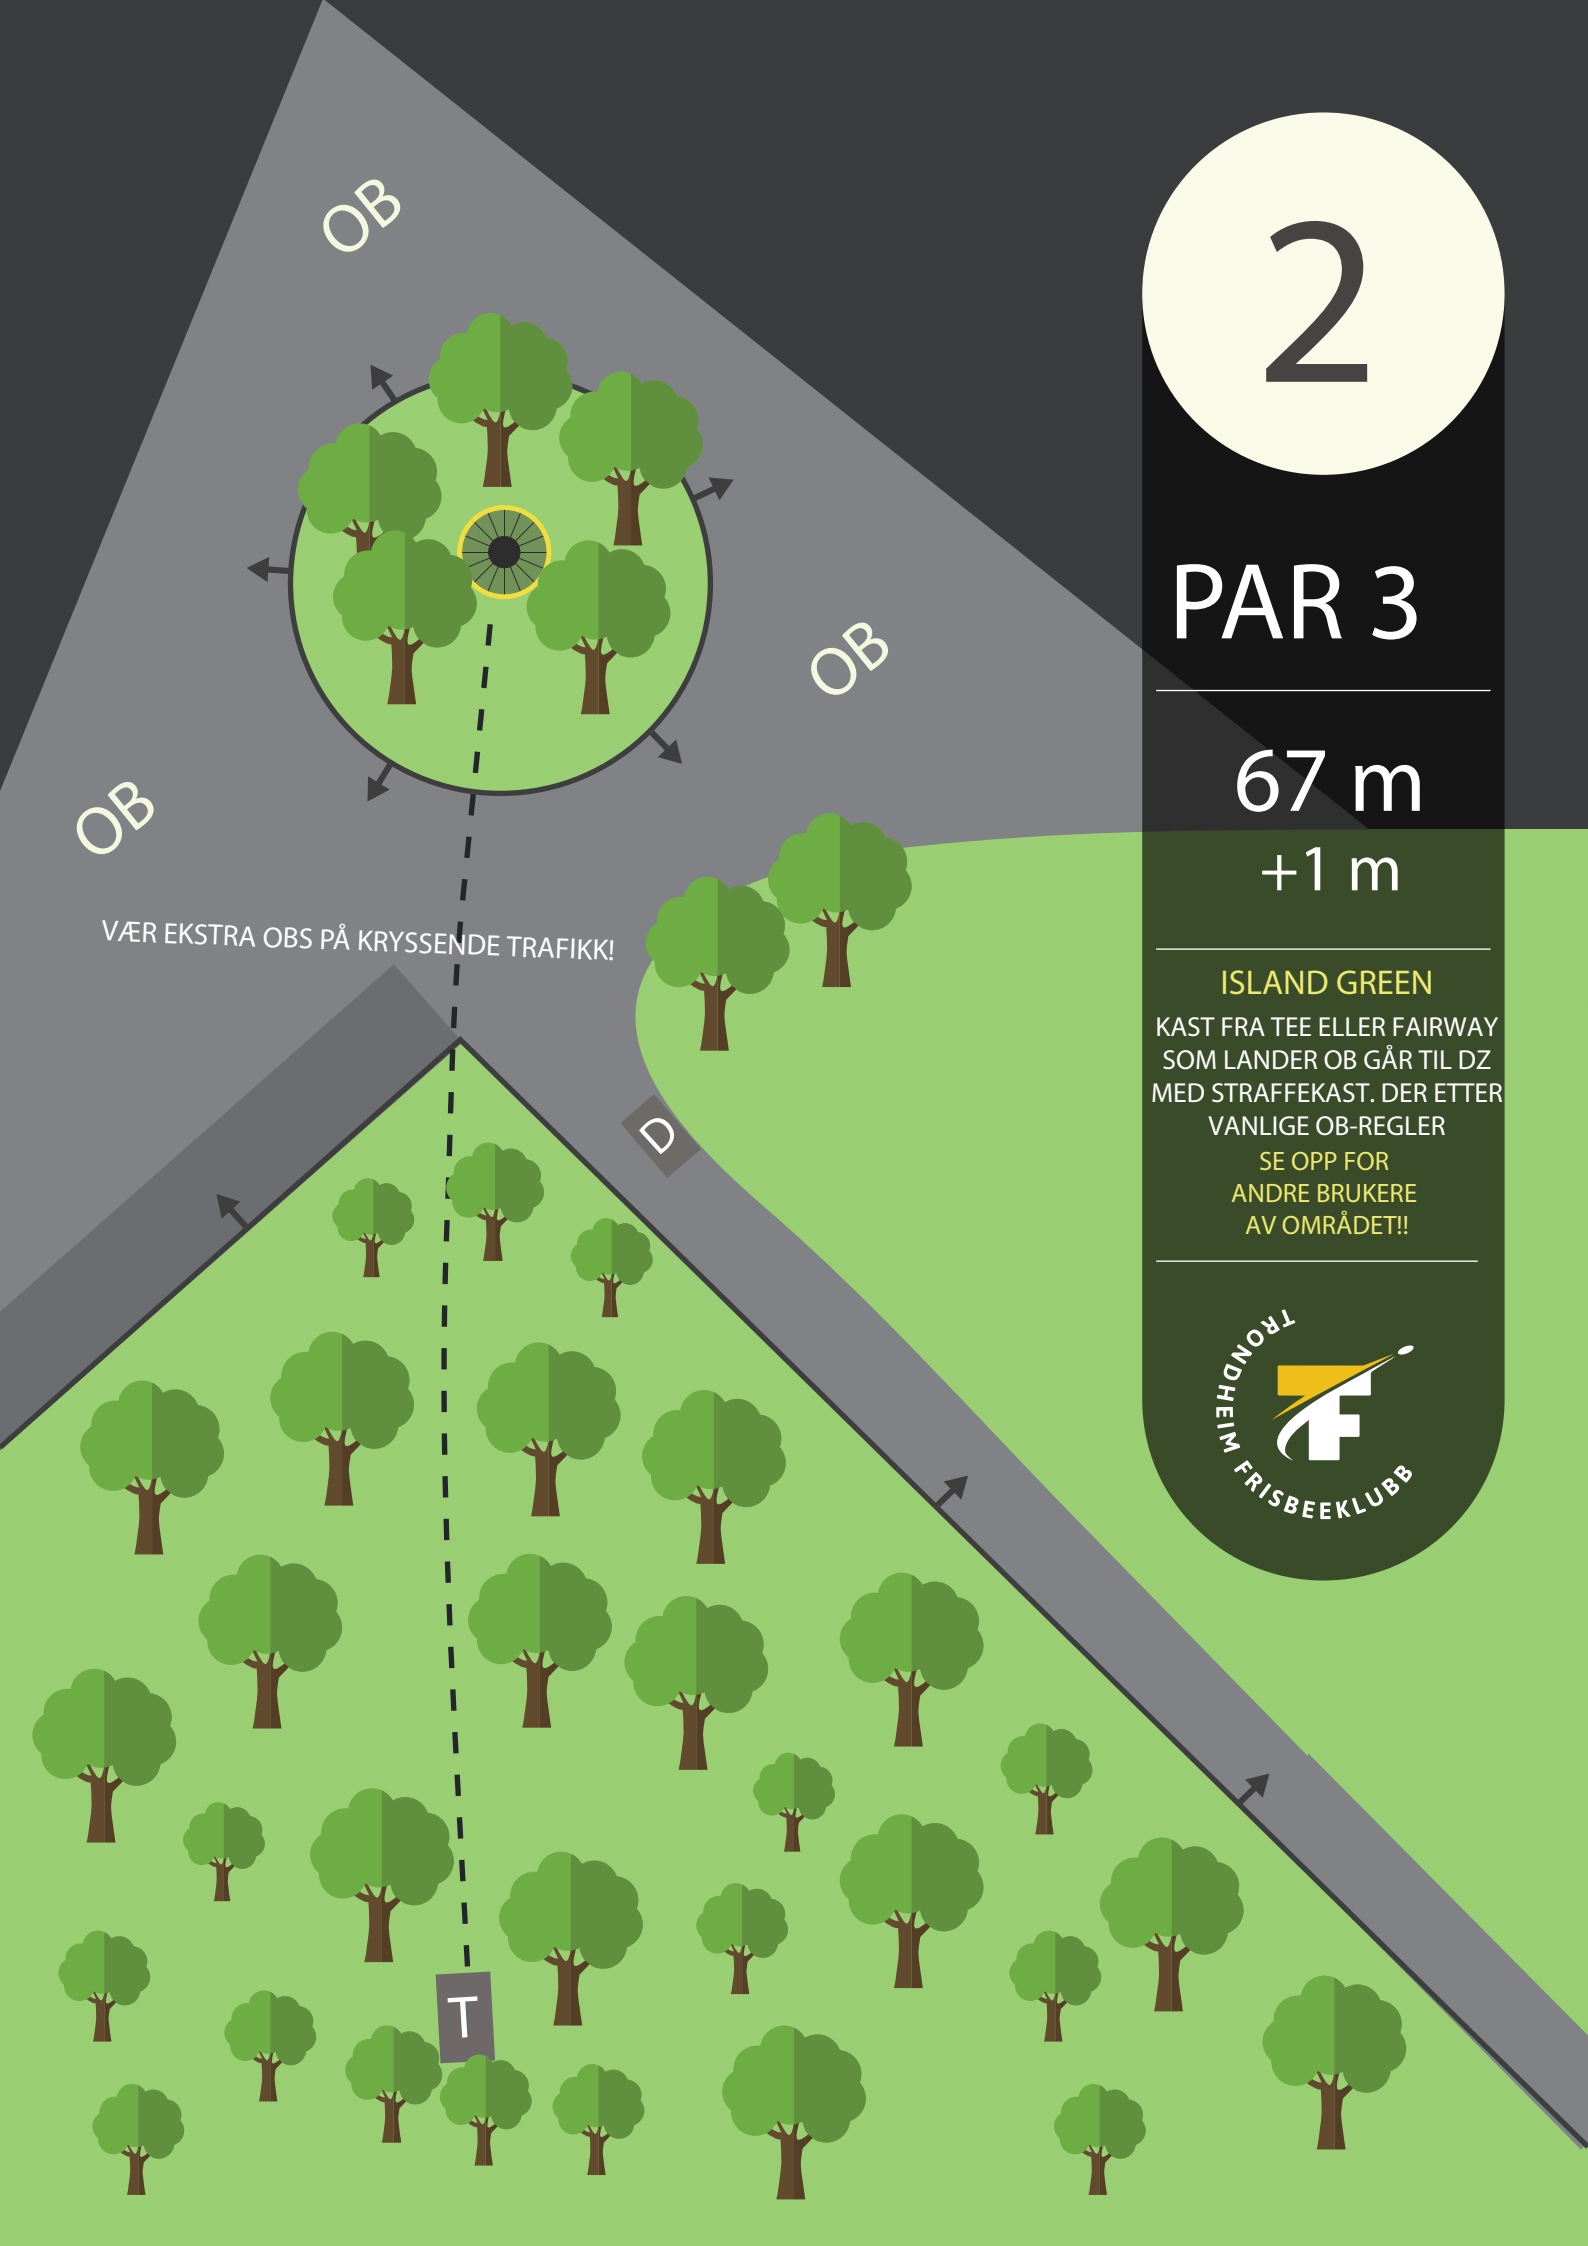 2
PAR 3
67 m
+1 m
ISLAND GREEN
KAST FRA TEE ELLER FAIRWAY
SOM LANDER OB GÅR TIL DZ
MED STRAFFEKAST. DER ETTER
VANLIGE OB-REGLER
SE OPP FOR
ANDRE BRUKERE
AV OMRÅDET!!
TRONDHEIM FRISBEEKLUBB
TF
OB
OB
OB
VÆR EKSTRA OBS PÅ KRYSSENDE TRAFIKK!
D
T